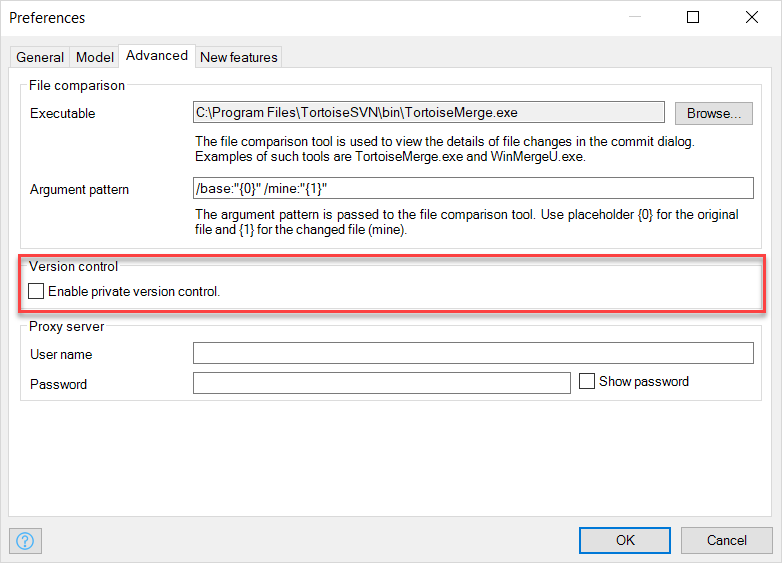 Preferences
General Model Advanced New features
File comparison
Executable C:\Program Files\TortoiseSVN\bin\TortoiseMerge.exe Browse...
The file comparison tool is used to view the details of file changes in the commit dialog.
Examples of such tools are TortoiseMerge.exe and WinMergeU.exe.
Argument pattern /base:"{0}" /mine:"{1}"
The argument pattern is passed to the file comparison tool. Use placeholder {0} for the original
file and {1} for the changed file (mine).
Version control
Enable private version control.
Proxy server
User name
Password Show password
? OK Cancel